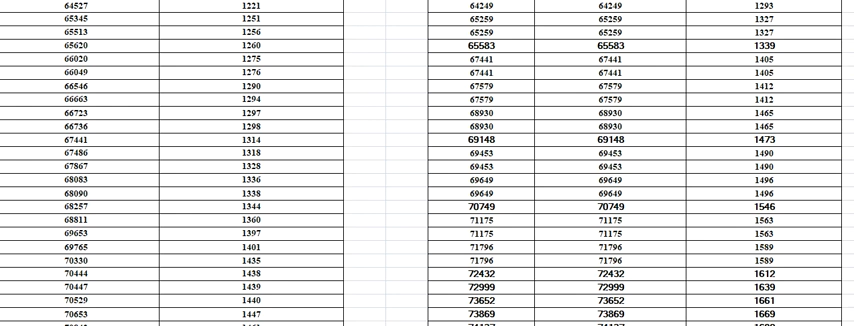 64527 1221 64249 64249 1293
65345 1251 65259 65259 1327
65513 1256 65259 65259 1327
65620 1260 65583 65583 1339
66020 1275 67441 67441 1405
66049 1276 67441 67441 1405
66546 1290 67579 67579 1412
66663 1294 67579 67579 1412
66723 1297 68930 68930 1465
66736 1298 68930 68930 1465
67441 1314 69148 69148 1473
67486 1318 69453 69453 1490
67867 1328 69453 69453 1490
68083 1336 69649 69649 1496
68090 1338 69649 69649 1496
68257 1344 70749 70749 1546
68811 1360 71175 71175 1563
69653 1397 71175 71175 1563
69765 1401 71796 71796 1589
70330 1435 71796 71796 1589
70444 1438 72432 72432 1612
70447 1439 72999 72999 1639
70529 1440 73652 73652 1661
70653 1447 73869 73869 1669